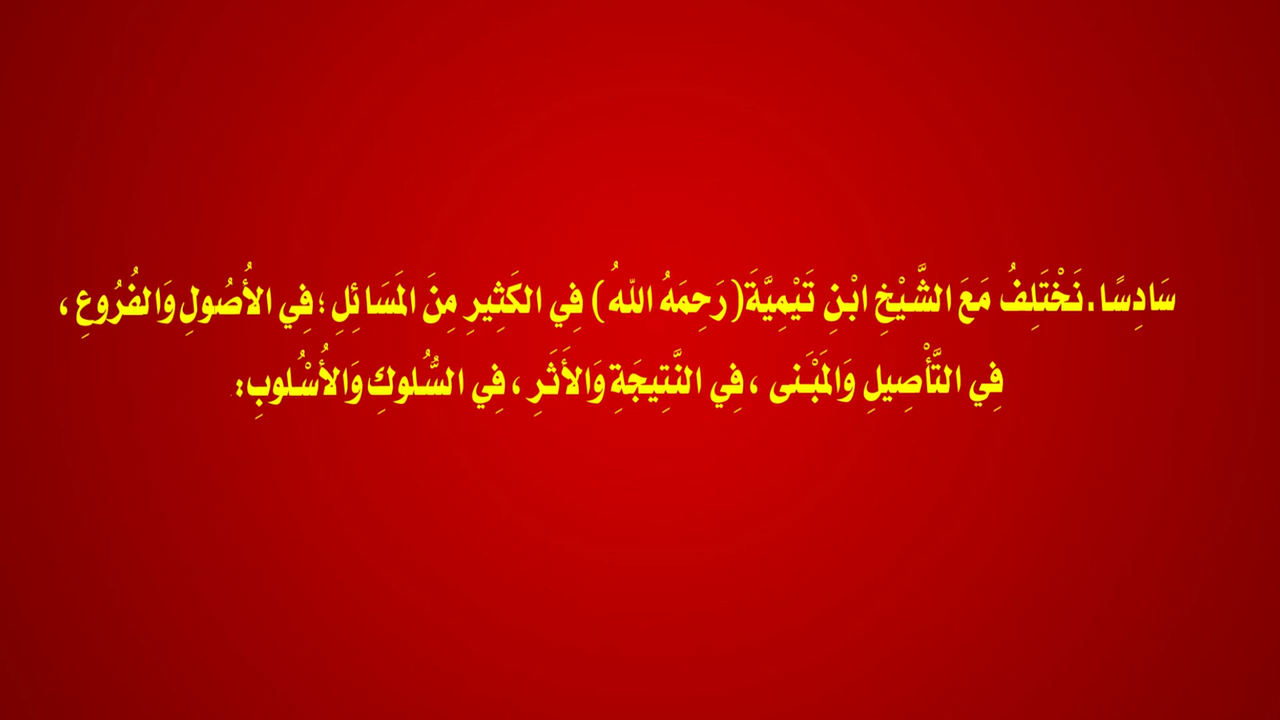 سَادِسًا. نَخْتَلِفُ مَعَ الشَّيْخِ ابْنِ تَيْمِيَّةَ(رَحِمَهُ اللهُ) فِي الكَثِيرِ مِنَ المَسَائِلِ ؛ فِي الأُصُولِ وَالفُرُوعِ ،
فِي التَّأْصِيلِ وَالمَبْنَى ، فِي النَّتِيجَةِ وَالأَثَرِ ، فِي السُّلُوكِ وَالأُسْلُوبِ: